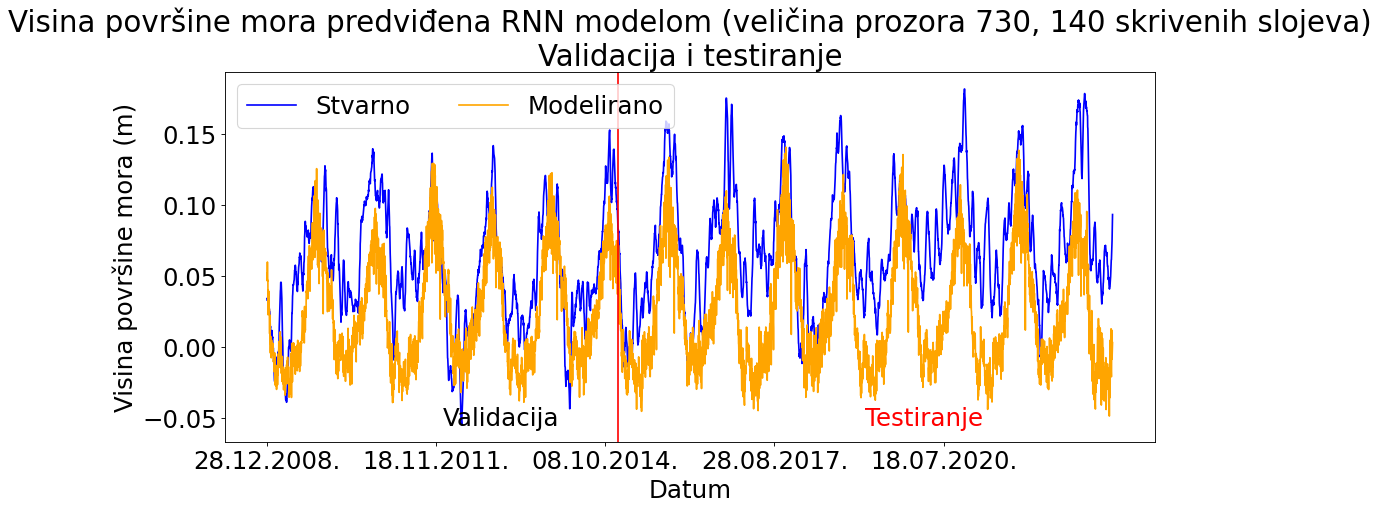 Visina površine mora predviđena RNN modelom (veličina prozora 730, 140 skrivenih slojeva)
Validacija i testiranje
Stvarno
Modelirano
Visina površine mora (m)
0.15
0.10
0.05
0.00
−0.05
Validacija
Testiranje
28.12.2008.
18.11.2011.
08.10.2014.
28.08.2017.
18.07.2020.
Datum